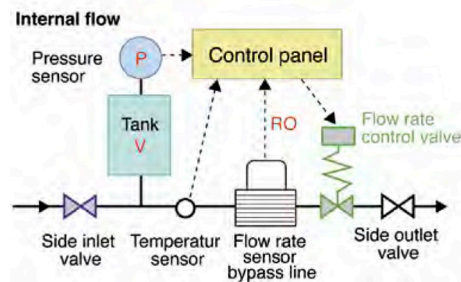 Internal flow
Pressure
sensor
P
Control panel
Tank
V
RO
Flow rate
control valve
Side inlet
valve
Temperatur
sensor
Flow rate
sensor
bypass line
Side outlet
valve